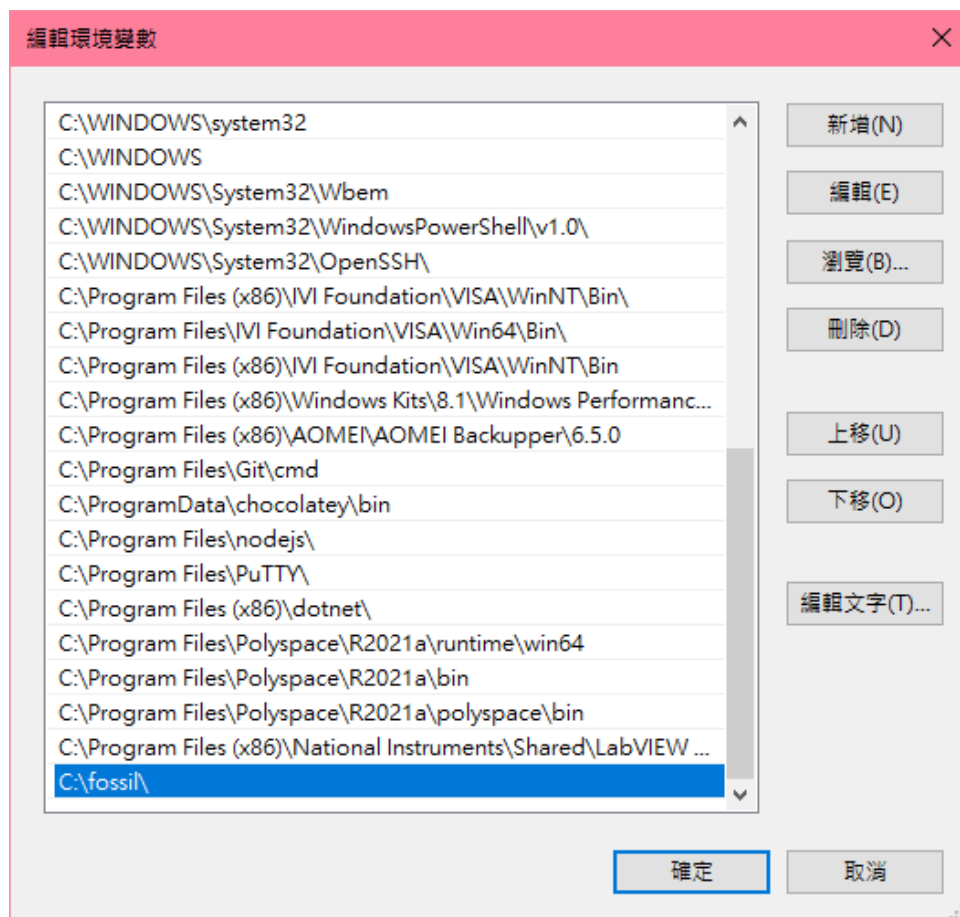 編輯環境變數
C:\WINDOWS\system32
C:\WINDOWS
C:\WINDOWS\System32\Wbem
C:\WINDOWS\System32\WindowsPowerShell\v1.0\
C:\WINDOWS\System32\OpenSSH\
C:\Program Files (x86)\IVI Foundation\VISA\WinNT\Bin\
C:\Program Files\IVI Foundation\VISA\Win64\Bin\
C:\Program Files (x86)\IVI Foundation\VISA\WinNT\Bin
C:\Program Files (x86)\Windows Kits\8.1\Windows Performanc...
C:\Program Files (x86)\AOMEI\AOMEI Backupper\6.5.0
C:\Program Files\Git\cmd
C:\ProgramData\chocolatey\bin
C:\Program Files\nodejs\
C:\Program Files\PuTTY\
C:\Program Files (x86)\dotnet\
C:\Program Files\Polyspace\R2021a\runtime\win64
C:\Program Files\Polyspace\R2021a\bin
C:\Program Files\Polyspace\R2021a\polyspace\bin
C:\Program Files (x86)\National Instruments\Shared\LabVIEW ...
C:\fossil\
新增(N)
編輯(E)
瀏覽(B)...
刪除(D)
上移(U)
下移(O)
編輯文字(T)...
確定
取消